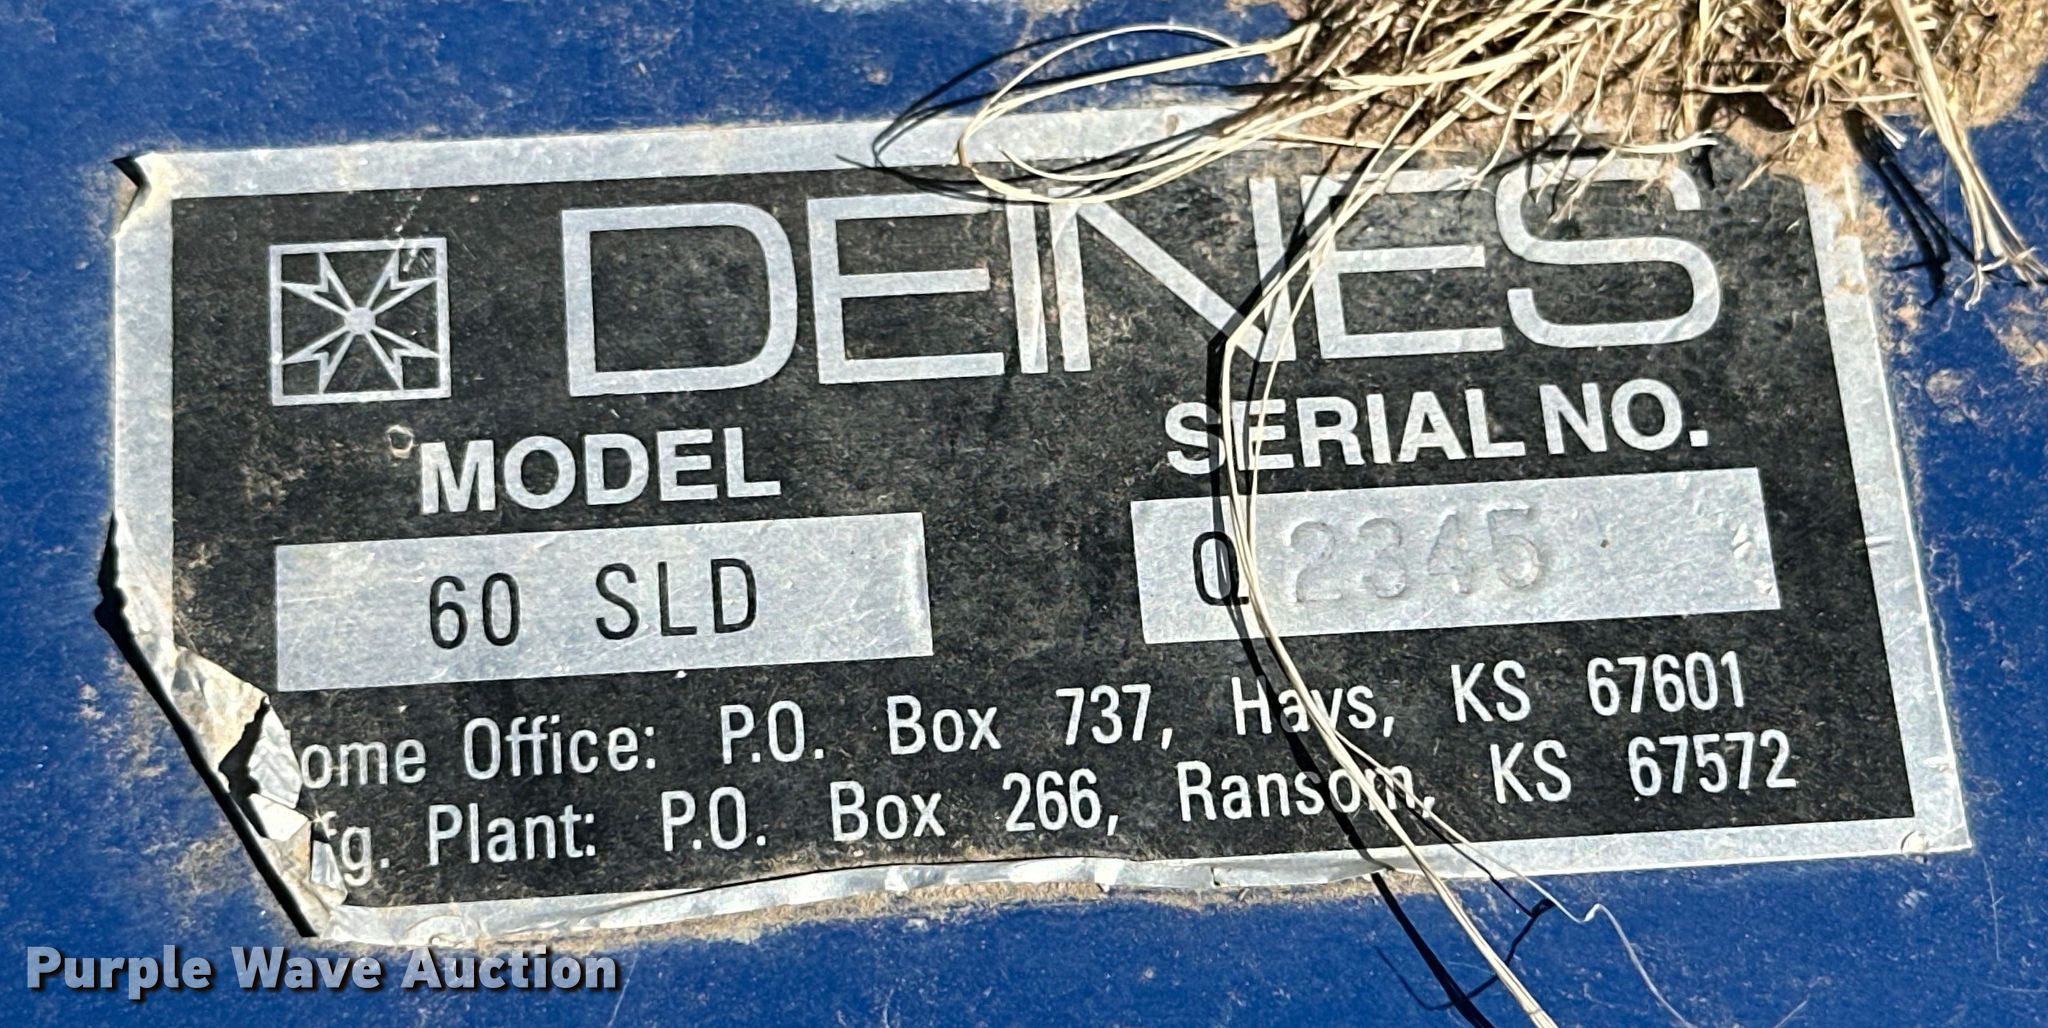 DEINES
MODEL SERIAL NO.
60 SLD Q 2345
ome Office: P.O. Box 737, Hays, KS 67601
fg. Plant: P.O. Box 266, Ransom, KS 67572
Purple Wave Auction